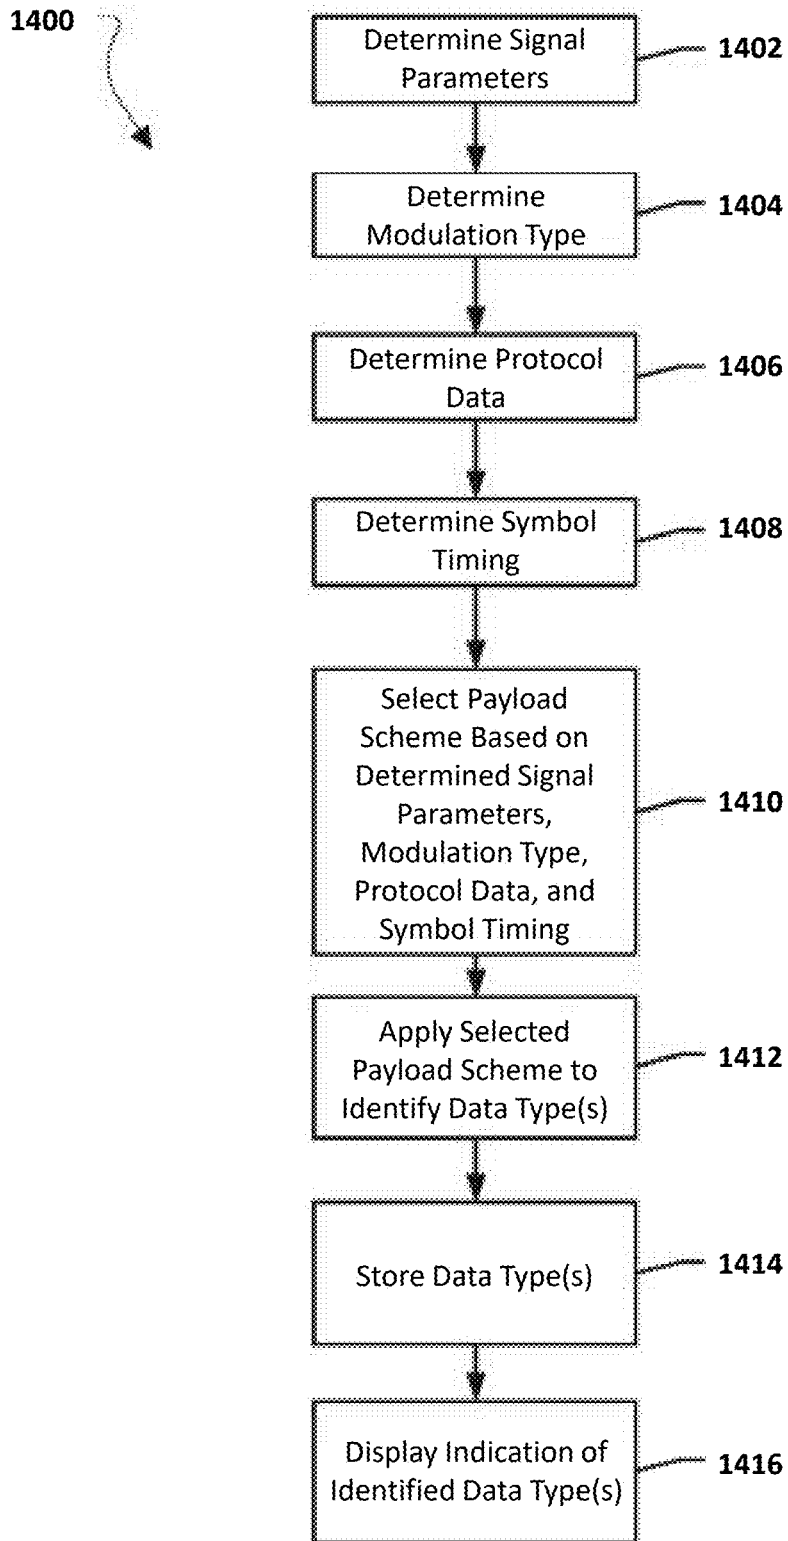 1400
Determine Signal
Parameters
1402
Determine
Modulation Type
1404
Determine Protocol
Data
1406
Determine Symbol
Timing
1408
Select Payload
Scheme Based on
Determined Signal
Parameters,
Modulation Type,
Protocol Data, and
Symbol Timing
1410
Apply Selected
Payload Scheme to
Identify Data Type(s)
1412
Store Data Type(s)
1414
Display Indication of
Identified Data Type(s)
1416